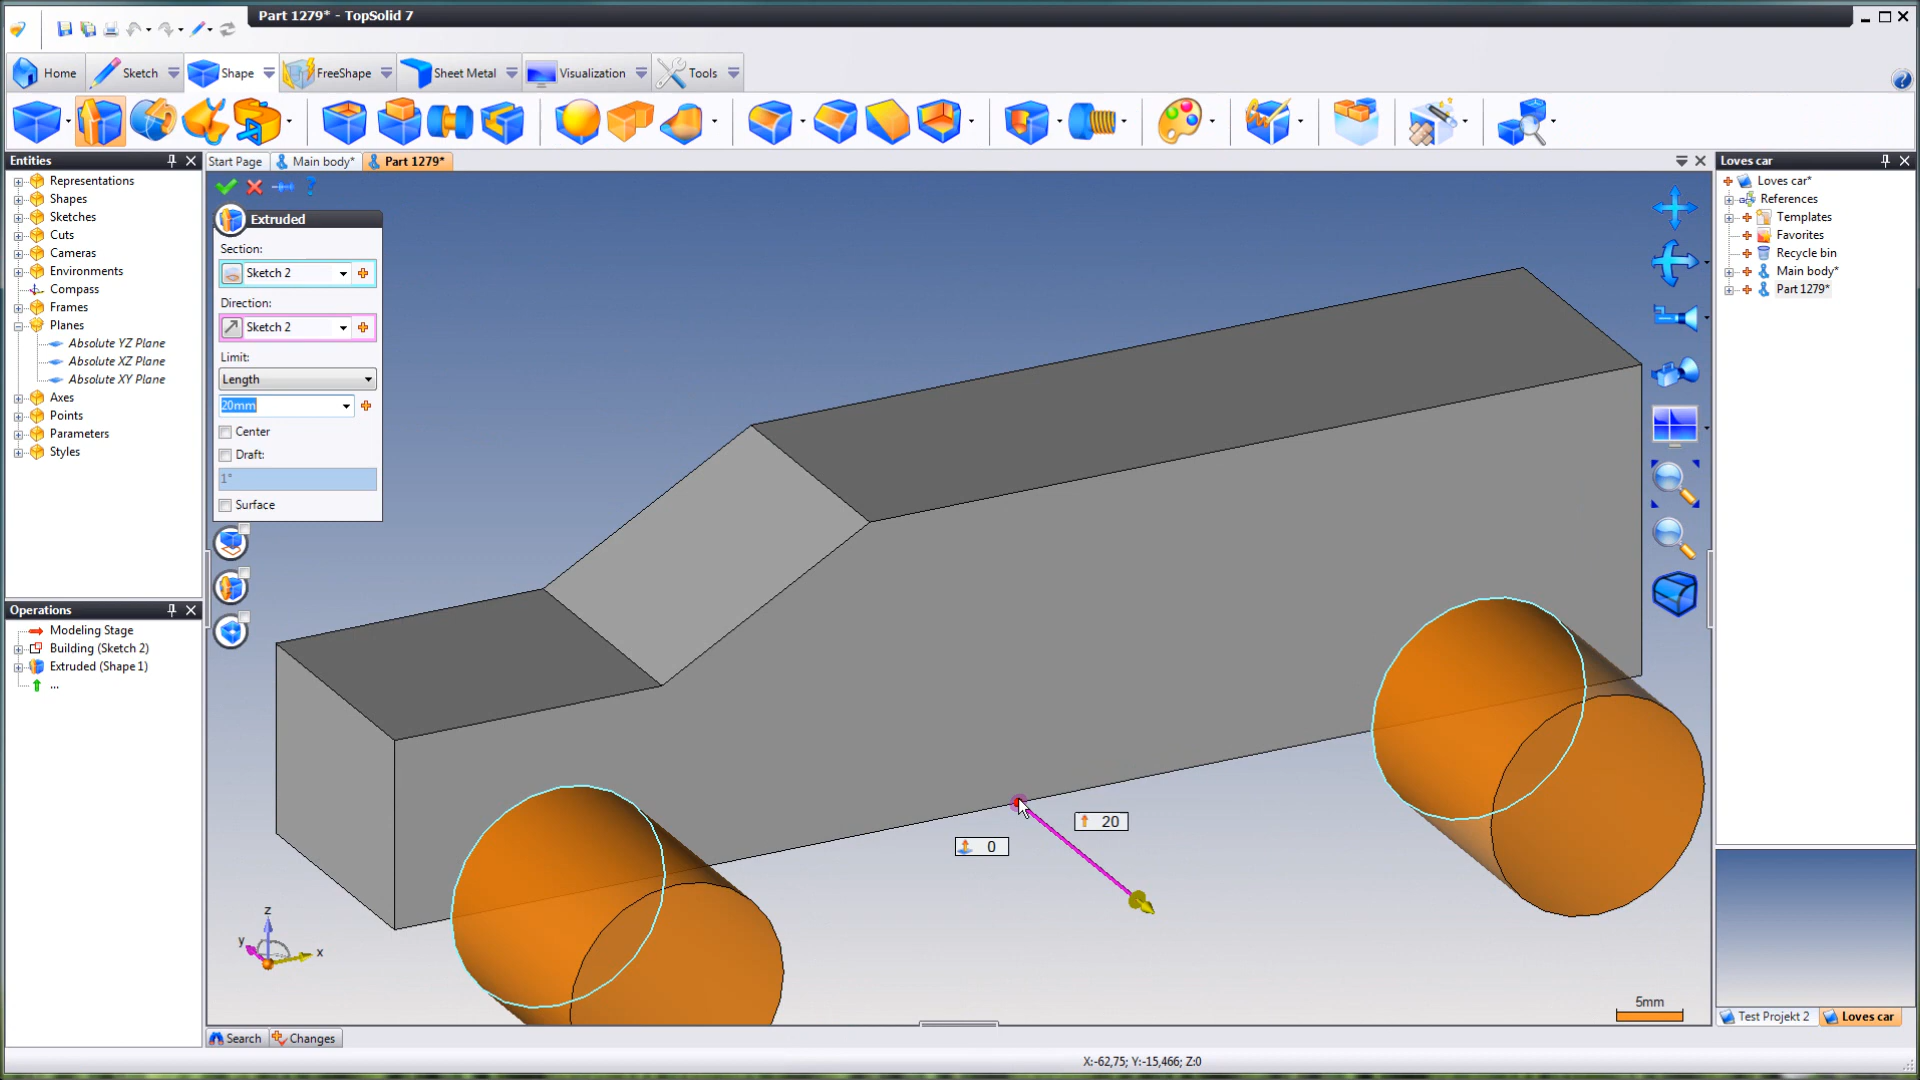 Part 1279* - TopSolid 7
Home
Sketch
Shape
FreeShape
Sheet Metal
Visualization
Tools
Entities
Start Page
Main body*
Part 1279*
Loves car
Representations
Shapes
Sketches
Cuts
Cameras
Environments
Compass
Frames
Planes
Absolute YZ Plane
Absolute XZ Plane
Absolute XY Plane
Axes
Points
Parameters
Styles
Extruded
Section:
Sketch 2
Direction:
Sketch 2
Limit:
Length
20mm
Center
Draft:
1°
Surface
Loves car*
References
Templates
Favorites
Recycle bin
Main body*
Part 1279*
Operations
Modeling Stage
Building (Sketch 2)
Extruded (Shape 1)
...
20
0
z
y
x
5mm
Test Projekt 2
Loves car
Search
Changes
X:-62,75; Y:-15,466; Z:0